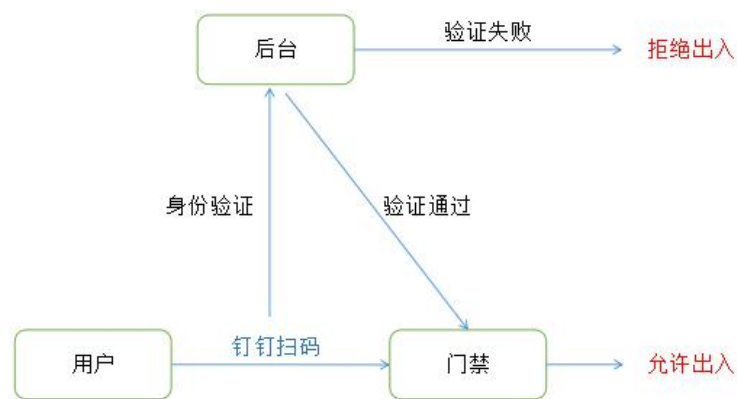 验证失败
后台
拒绝出入
身份验证
验证通过
钉钉扫码
用户
门禁
允许出入